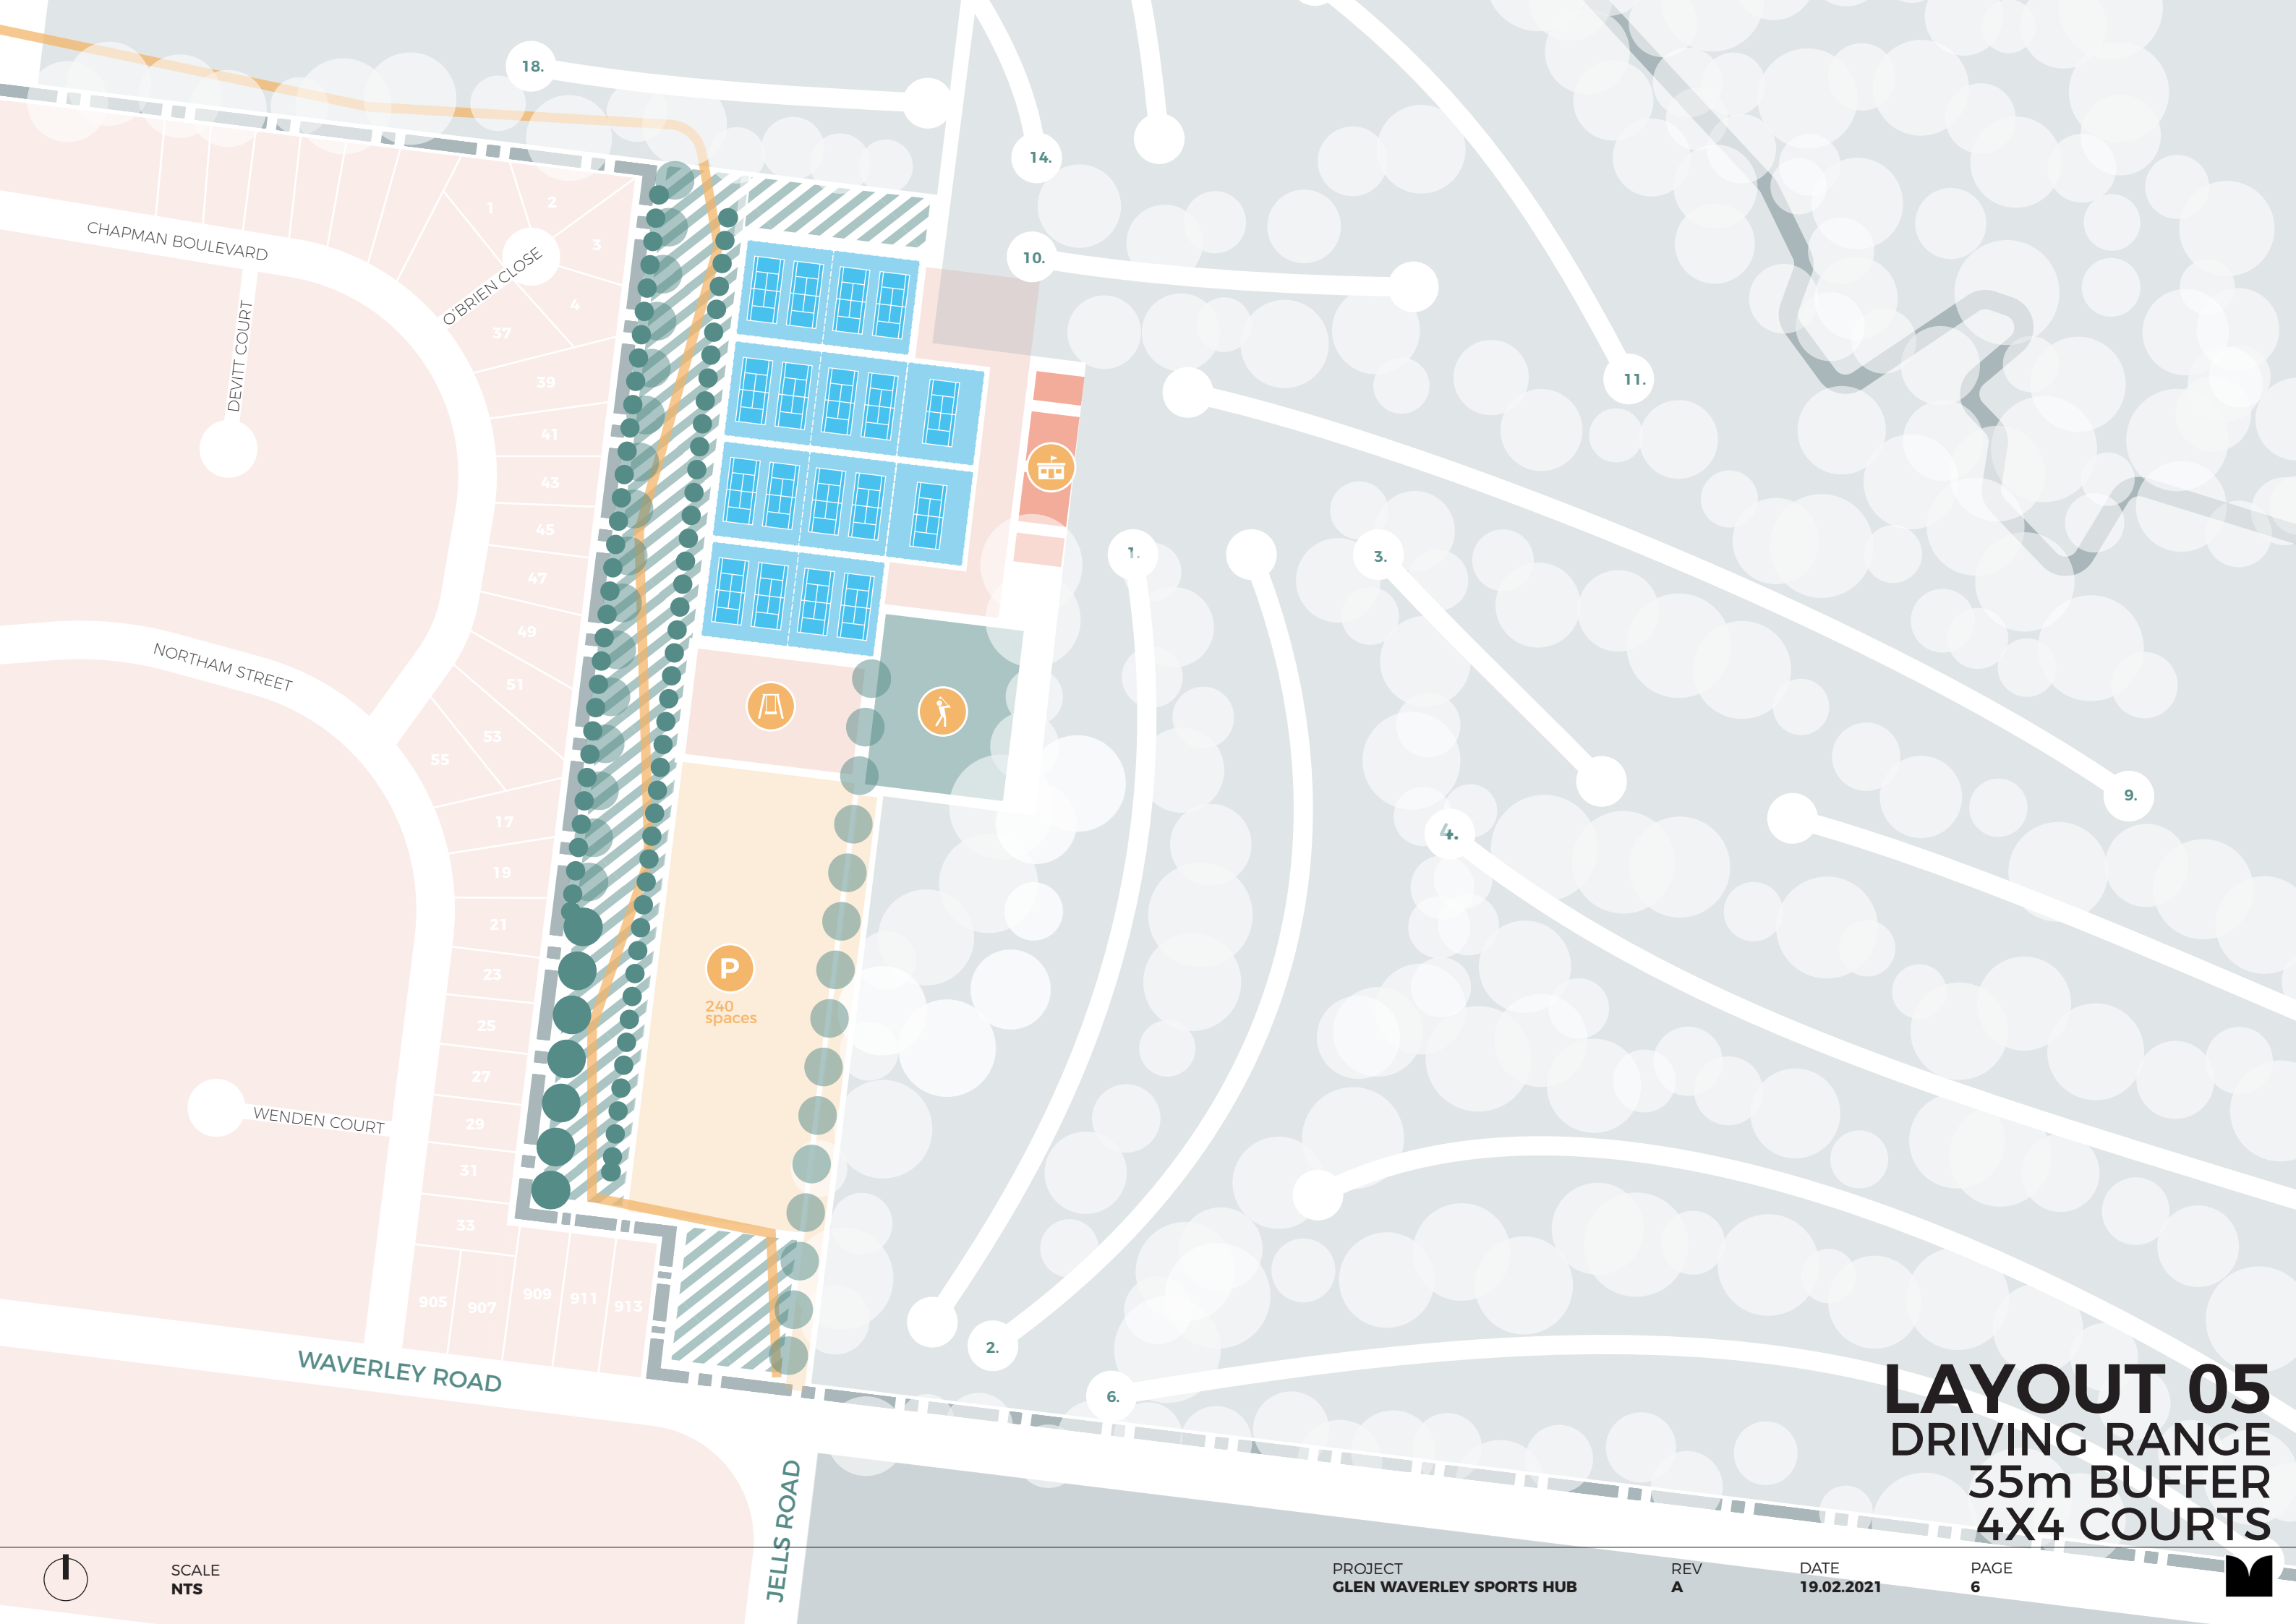 18.
14.
10.
11.
1.
3.
4.
9.
2.
6.
CHAPMAN BOULEVARD
DEVITT COURT
O'BRIEN CLOSE
NORTHAM STREET
WENDEN COURT
WAVERLEY ROAD
JELLS ROAD
1
2
3
4
37
39
41
43
45
47
49
51
53
55
17
19
21
23
25
27
29
31
33
905
907
909
911
913
P
240
spaces
LAYOUT 05
DRIVING RANGE
35m BUFFER
4X4 COURTS
SCALE
NTS
PROJECT
GLEN WAVERLEY SPORTS HUB
REV
A
DATE
19.02.2021
PAGE
6